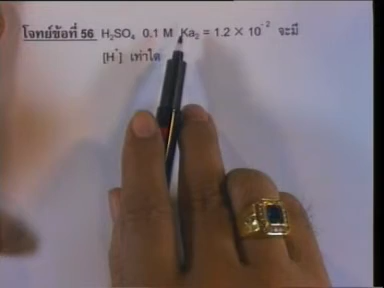 โจทย์ข้อที่ 56 H₂SO₄ 0.1 M Ka₂ = 1.2 × 10⁻² จะมี
[H⁺] เท่าใด